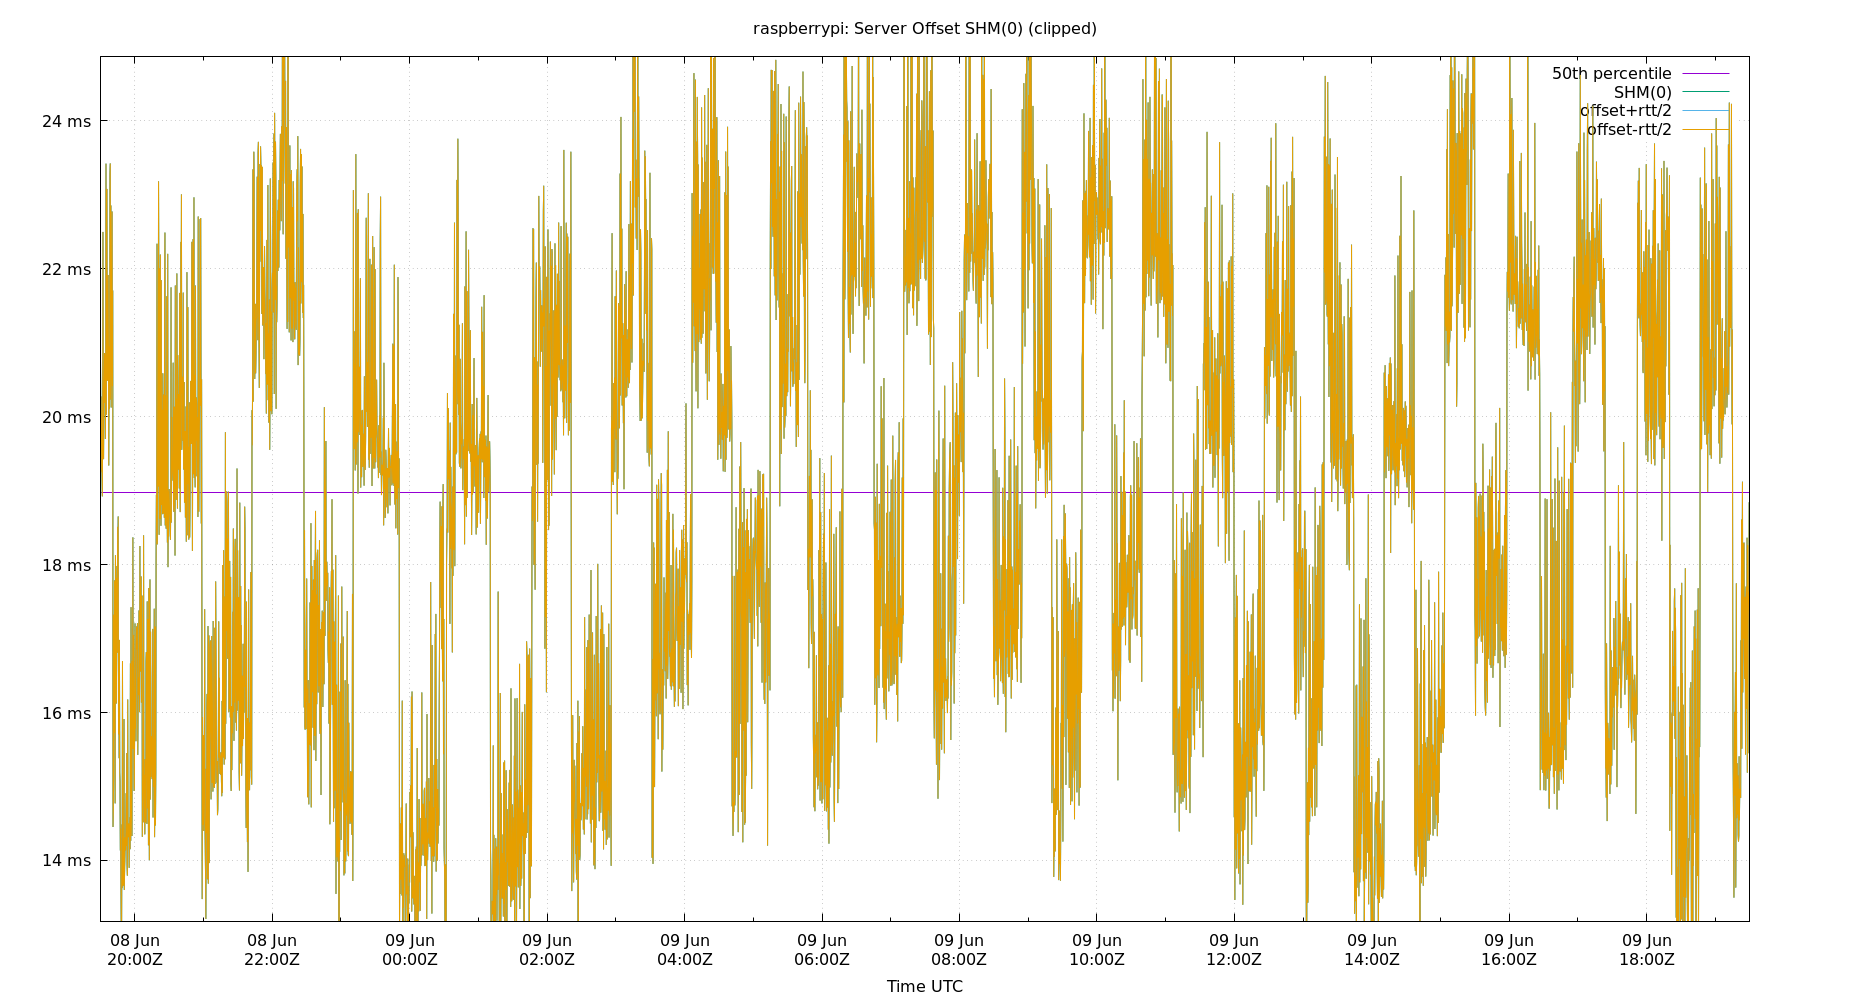 raspberrypi: Server Offset SHM(0) (clipped)
50th percentile
SHM(0)
offset+rtt/2
offset-rtt/2
24 ms
22 ms
20 ms
18 ms
16 ms
14 ms
08 Jun 08 Jun 09 Jun 09 Jun 09 Jun 09 Jun 09 Jun 09 Jun 09 Jun 09 Jun 09 Jun 09 Jun
20:00Z 22:00Z 00:00Z 02:00Z 04:00Z 06:00Z 08:00Z 10:00Z 12:00Z 14:00Z 16:00Z 18:00Z
Time UTC